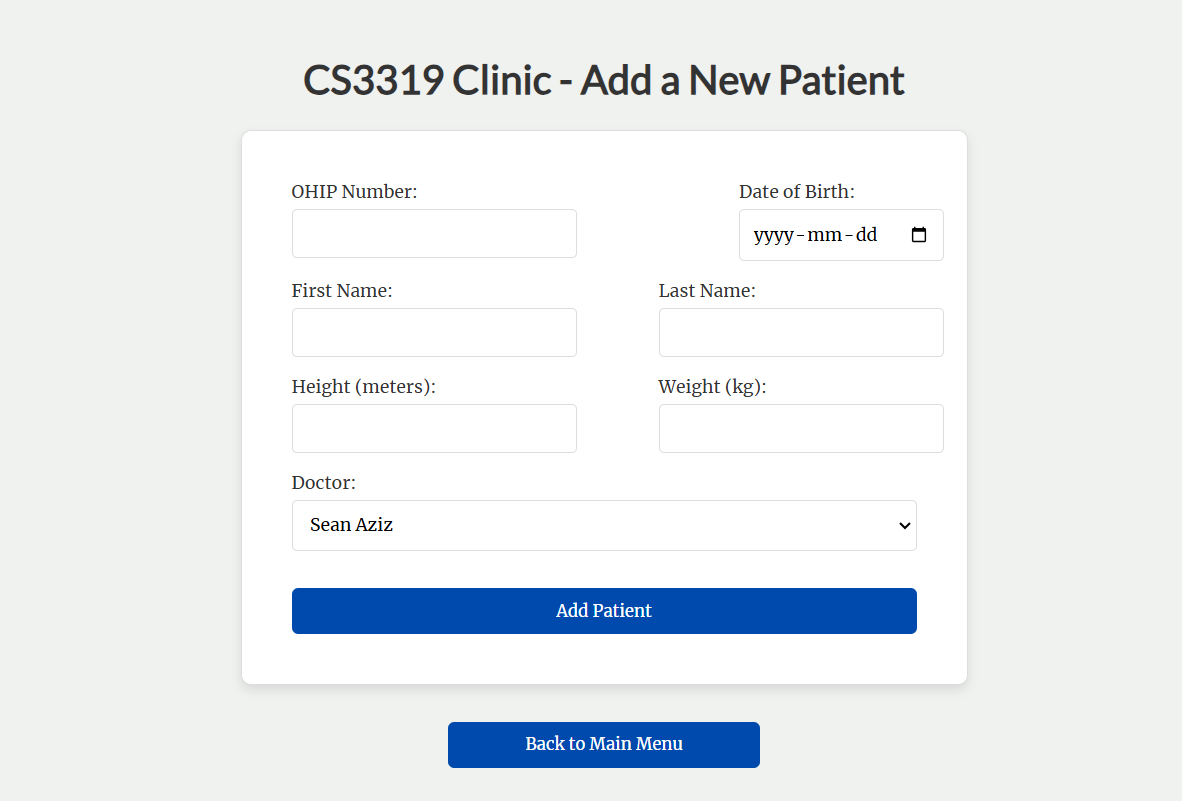 CS3319 Clinic - Add a New Patient
OHIP Number: Date of Birth:
yyyy-mm-dd
First Name: Last Name:
Height (meters): Weight (kg):
Doctor:
Sean Aziz
Add Patient
Back to Main Menu